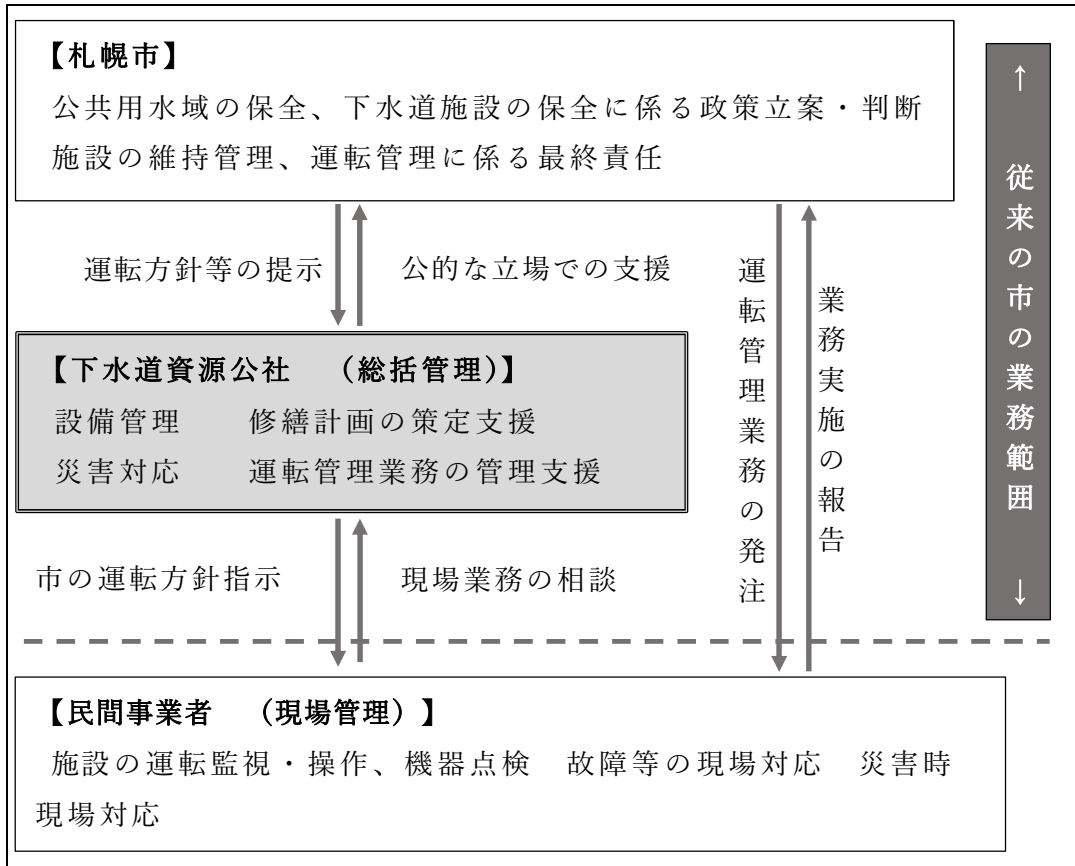 【札幌市】
公共用水域の保全、下水道施設の保全に係る政策立案・判断
施設の維持管理、運転管理に係る最終責任
運転方針等の提示
公的な立場での支援
【下水道資源公社 （総括管理）】
設備管理 修繕計画の策定支援
災害対応 運転管理業務の管理支援
市の運転方針指示
現場業務の相談
運転管理業務の発注
業務実施の報告
↑ 従来の市の業務範囲 ↓
【民間事業者 （現場管理）】
施設の運転監視・操作、機器点検 故障等の現場対応 災害時
現場対応